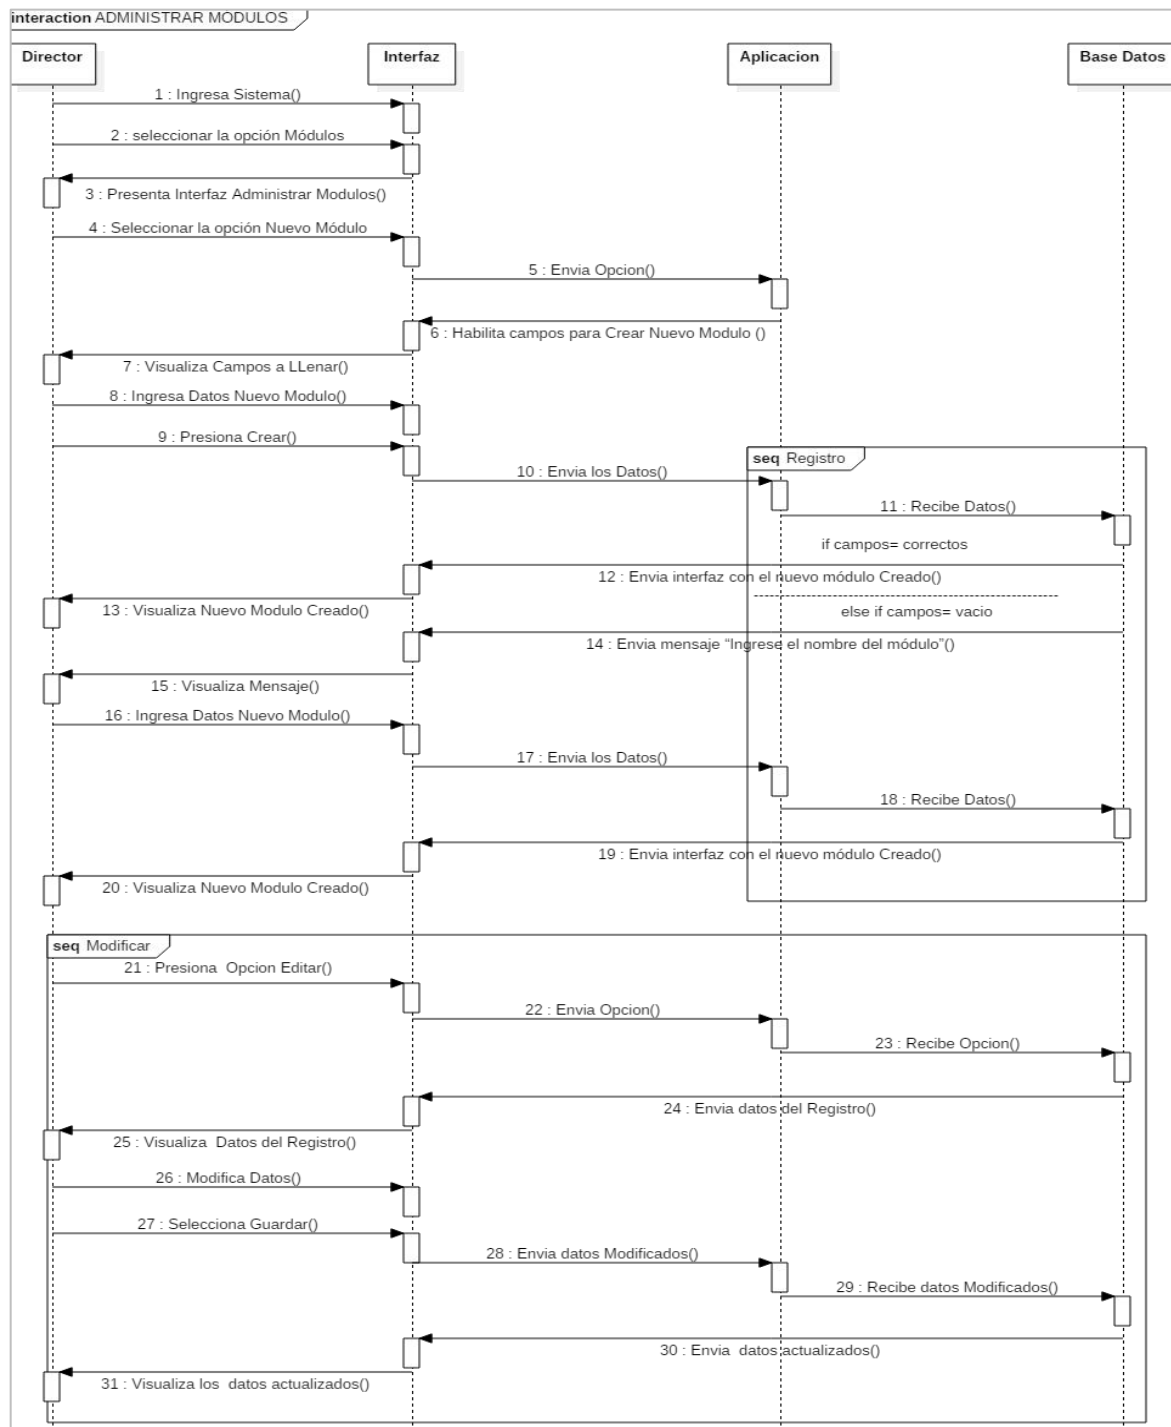 interaction ADMINISTRAR MODULOS
Director
Interfaz
Aplicacion
Base Datos
1 : Ingresa Sistema()
2 : seleccionar la opción Módulos
3 : Presenta Interfaz Administrar Modulos()
4 : Seleccionar la opción Nuevo Módulo
5 : Envia Opcion()
6 : Habilita campos para Crear Nuevo Modulo ()
7 : Visualiza Campos a LLenar()
8 : Ingresa Datos Nuevo Modulo()
9 : Presiona Crear()
seq Registro
10 : Envia los Datos()
11 : Recibe Datos()
if campos= correctos
12 : Envia interfaz con el nuevo módulo Creado()
13 : Visualiza Nuevo Modulo Creado()
else if campos= vacio
14 : Envia mensaje “Ingrese el nombre del módulo”()
15 : Visualiza Mensaje()
16 : Ingresa Datos Nuevo Modulo()
17 : Envia los Datos()
18 : Recibe Datos()
19 : Envia interfaz con el nuevo módulo Creado()
20 : Visualiza Nuevo Modulo Creado()
seq Modificar
21 : Presiona  Opcion Editar()
22 : Envia Opcion()
23 : Recibe Opcion()
24 : Envia datos del Registro()
25 : Visualiza  Datos del Registro()
26 : Modifica Datos()
27 : Selecciona Guardar()
28 : Envia datos Modificados()
29 : Recibe datos Modificados()
30 : Envia  datos actualizados()
31 : Visualiza los  datos actualizados()